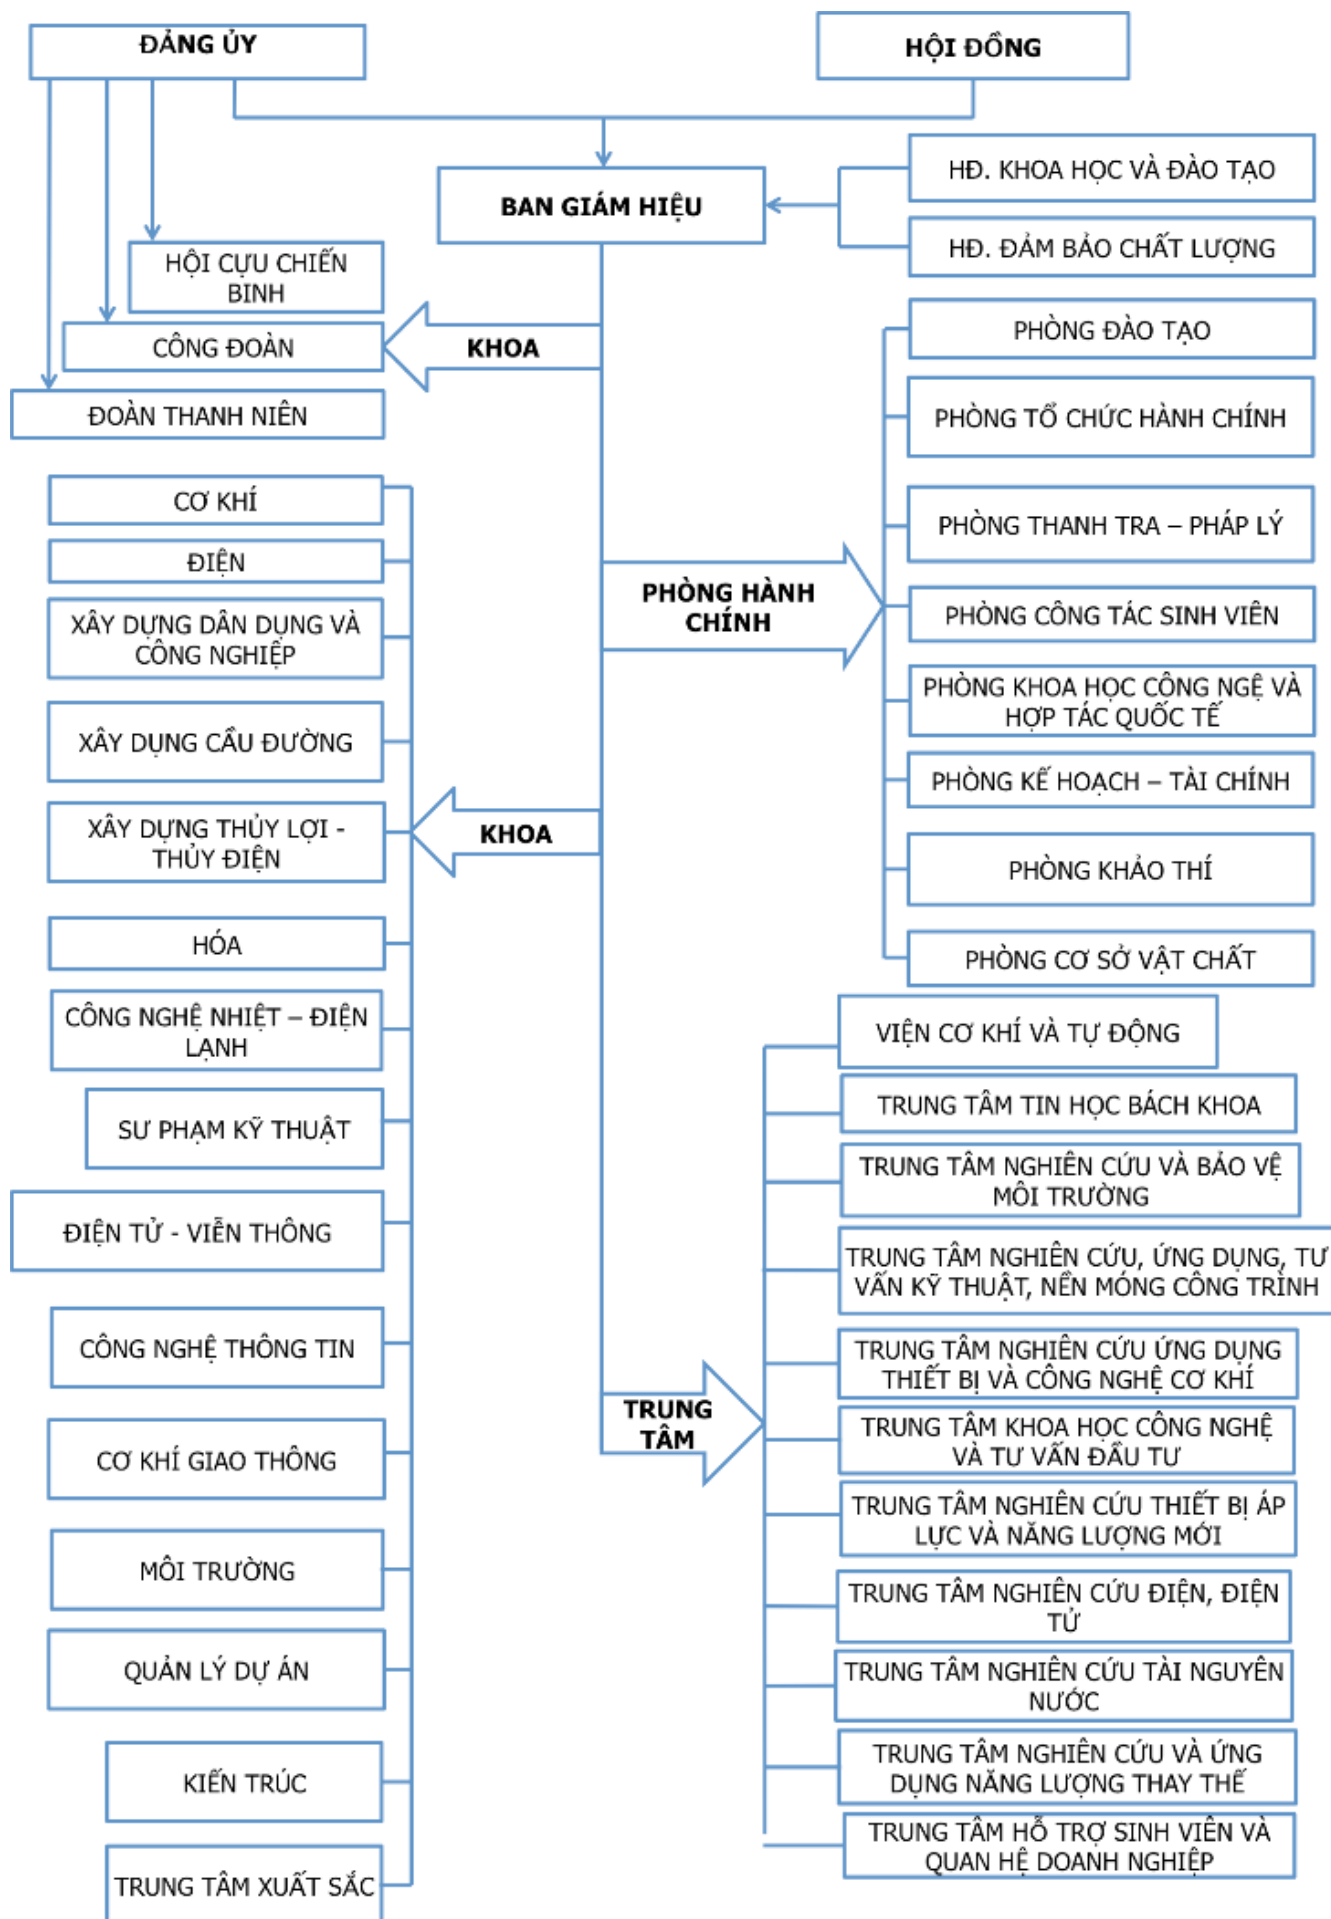 ĐẢNG ỦY
HỘI ĐỒNG
BAN GIÁM HIỆU
HĐ. KHOA HỌC VÀ ĐÀO TẠO
HĐ. ĐẢM BẢO CHẤT LƯỢNG
HỘI CỰU CHIẾN
BINH
CÔNG ĐOÀN
ĐOÀN THANH NIÊN
KHOA
PHÒNG HÀNH
CHÍNH
PHÒNG ĐÀO TẠO
PHÒNG TỔ CHỨC HÀNH CHÍNH
PHÒNG THANH TRA – PHÁP LÝ
PHÒNG CÔNG TÁC SINH VIÊN
PHÒNG KHOA HỌC CÔNG NGỆ VÀ
HỢP TÁC QUỐC TẾ
PHÒNG KẾ HOẠCH – TÀI CHÍNH
PHÒNG KHẢO THÍ
PHÒNG CƠ SỞ VẬT CHẤT
KHOA
CƠ KHÍ
ĐIỆN
XÂY DỰNG DÂN DỤNG VÀ
CÔNG NGHIỆP
XÂY DỤNG CẦU ĐƯỜNG
XÂY DỰNG THỦY LỢI -
THỦY ĐIỆN
HÓA
CÔNG NGHỆ NHIỆT – ĐIỆN
LẠNH
SƯ PHẠM KỸ THUẬT
ĐIỆN TỬ - VIỄN THÔNG
CÔNG NGHỆ THÔNG TIN
CƠ KHÍ GIAO THÔNG
MÔI TRƯỜNG
QUẢN LÝ DỰ ÁN
KIẾN TRÚC
TRUNG TÂM XUẤT SẮC
TRUNG
TÂM
VIỆN CƠ KHÍ VÀ TỰ ĐỘNG
TRUNG TÂM TIN HỌC BÁCH KHOA
TRUNG TÂM NGHIÊN CỨU VÀ BẢO VỆ
MÔI TRƯỜNG
TRUNG TÂM NGHIÊN CỨU, ỨNG DỤNG, TƯ
VẤN KỸ THUẬT, NỀN MÓNG CÔNG TRÌNH
TRUNG TÂM NGHIÊN CỨU ỨNG DỤNG
THIẾT BỊ VÀ CÔNG NGHỆ CƠ KHÍ
TRUNG TÂM KHOA HỌC CÔNG NGHỆ
VÀ TƯ VẤN ĐẦU TƯ
TRUNG TÂM NGHIÊN CỨU THIẾT BỊ ÁP
LỰC VÀ NĂNG LƯỢNG MỚI
TRUNG TÂM NGHIÊN CỨU ĐIỆN, ĐIỆN
TỬ
TRUNG TÂM NGHIÊN CỨU TÀI NGUYÊN
NƯỚC
TRUNG TÂM NGHIÊN CỨU VÀ ỨNG
DỤNG NĂNG LƯỢNG THAY THẾ
TRUNG TÂM HỖ TRỢ SINH VIÊN VÀ
QUAN HỆ DOANH NGHIỆP